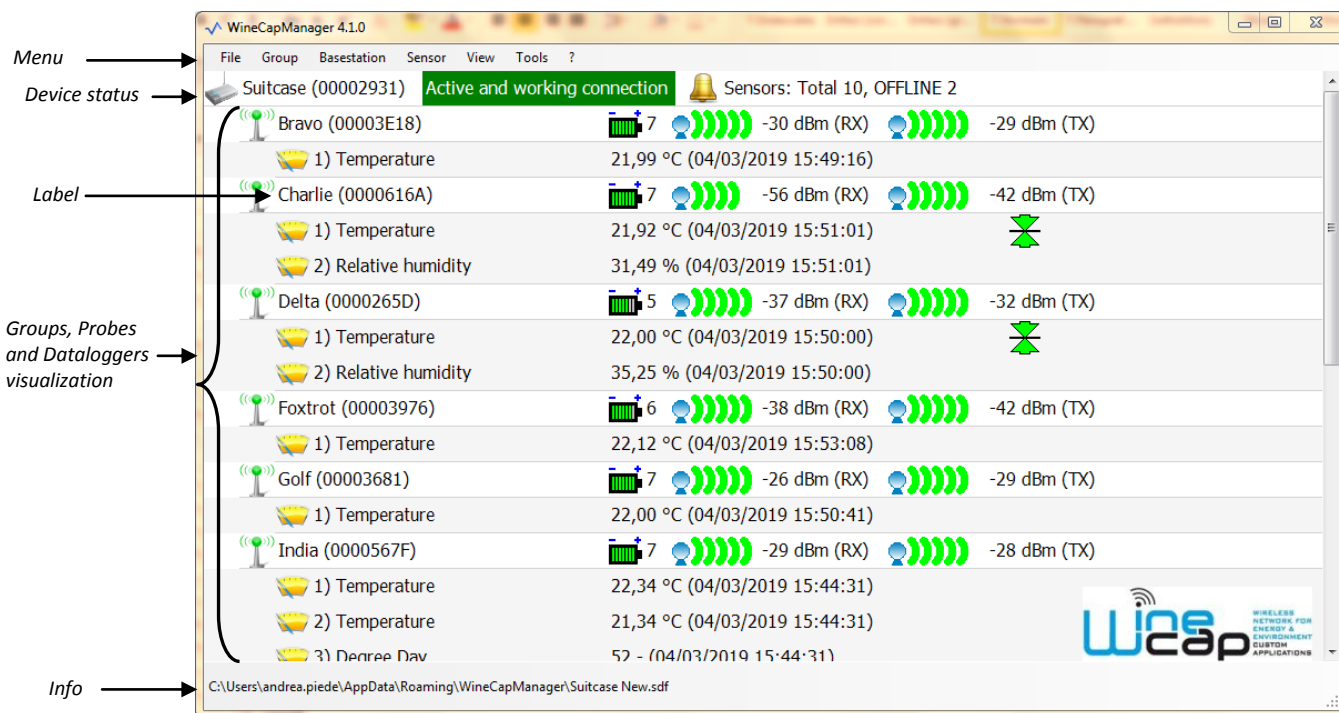 WineCapManager 4.1.0
Menu
File Group Basestation Sensor View Tools ?
Device status
Suitcase (00002931) Active and working connection Sensors: Total 10, OFFLINE 2
Bravo (00003E18) - + 7 -30 dBm (RX) -29 dBm (TX)
1) Temperature 21,99 °C (04/03/2019 15:49:16)
Label
Charlie (0000616A) - + 7 -56 dBm (RX) -42 dBm (TX)
1) Temperature 21,92 °C (04/03/2019 15:51:01)
2) Relative humidity 31,49 % (04/03/2019 15:51:01)
Delta (0000265D) - + 5 -37 dBm (RX) -32 dBm (TX)
Groups, Probes
and Dataloggers
visualization
1) Temperature 22,00 °C (04/03/2019 15:50:00)
2) Relative humidity 35,25 % (04/03/2019 15:50:00)
Foxtrot (00003976) - + 6 -38 dBm (RX) -42 dBm (TX)
1) Temperature 22,12 °C (04/03/2019 15:53:08)
Golf (00003681) - + 7 -26 dBm (RX) -29 dBm (TX)
1) Temperature 22,00 °C (04/03/2019 15:50:41)
India (0000567F) - + 7 -29 dBm (RX) -28 dBm (TX)
1) Temperature 22,34 °C (04/03/2019 15:44:31)
2) Temperature 21,34 °C (04/03/2019 15:44:31)
3) Degree Day 52 - (04/03/2019 15:44:31)
wine
cap
WIRELESS
NETWORK FOR
ENERGY &
ENVIRONMENT
CUSTOM
APPLICATIONS
Info
C:\Users\andrea.piede\AppData\Roaming\WineCapManager\Suitcase New.sdf